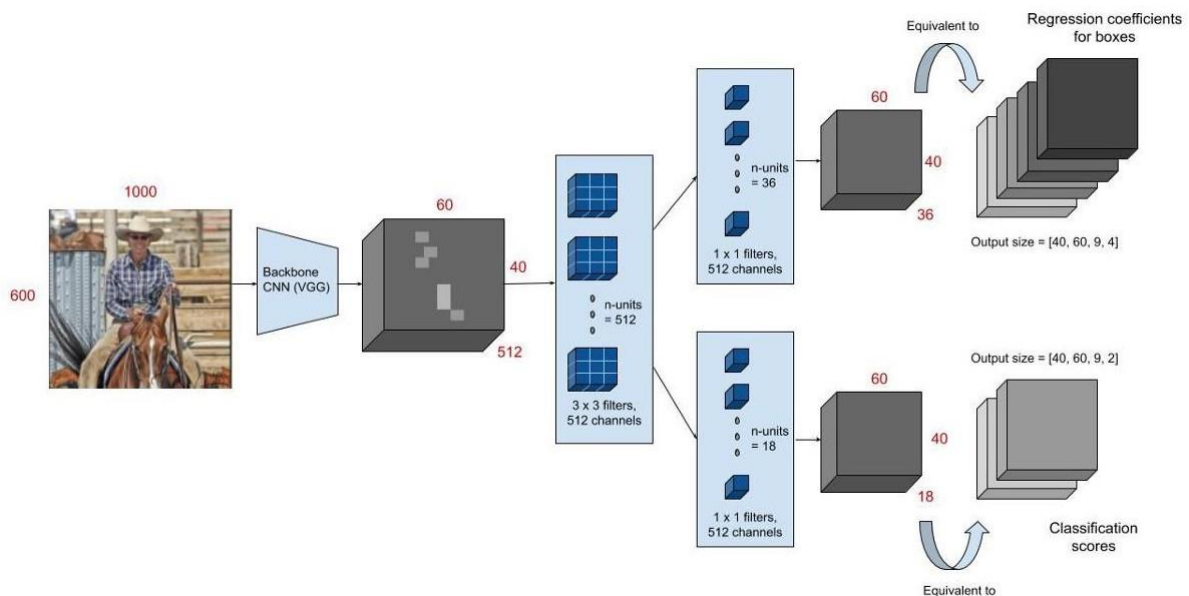 1000
600
Backbone
CNN (VGG)
60
40
512
n-units
= 512
3 x 3 filters,
512 channels
n-units
= 36
1 x 1 filters,
512 channels
60
40
36
Equivalent to
Regression coefficients
for boxes
Output size = [40, 60, 9, 4]
n-units
= 18
1 x 1 filters,
512 channels
60
40
18
Output size = [40, 60, 9, 2]
Classification
scores
Equivalent to